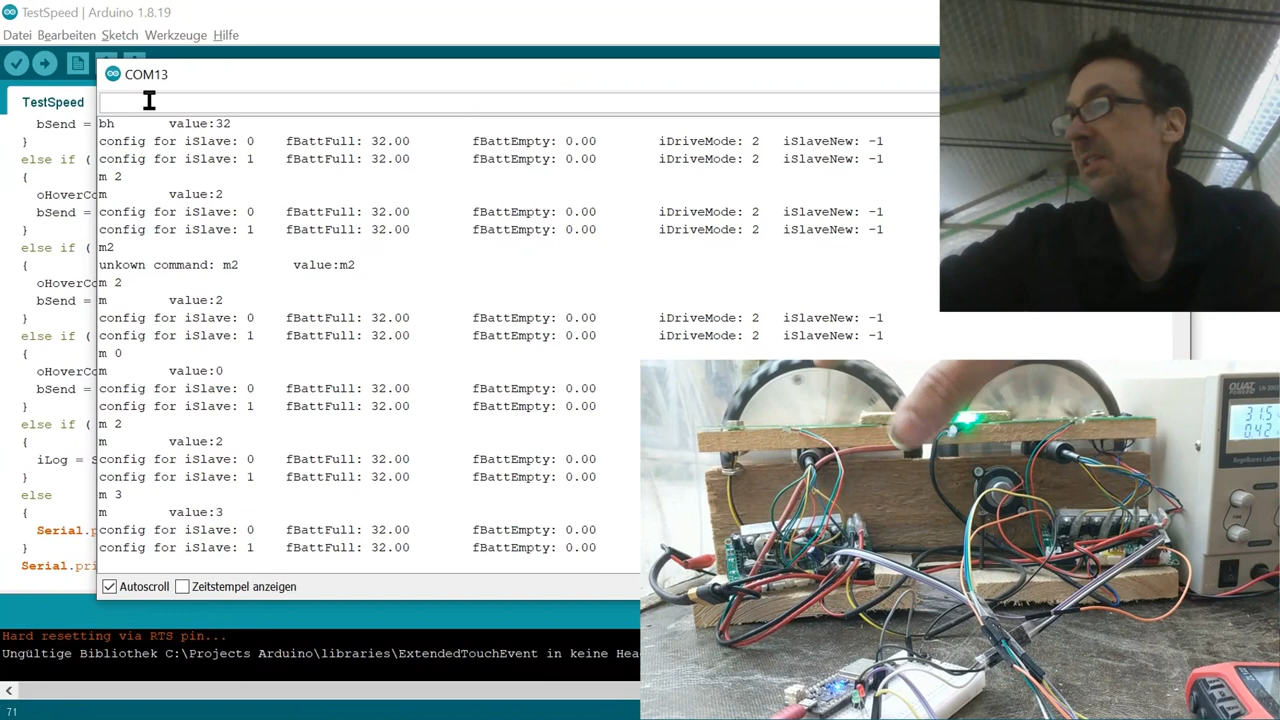 TestSpeed | Arduino 1.8.19
Datei Bearbeiten Sketch Werkzeuge Hilfe
COM13
TestSpeed
bSend =
}
else if (
{
oHoverCo
bSend =
}
else if (
{
oHoverCo
bSend =
}
else if (
{
oHoverCo
bSend =
}
else if (
{
iLog = S
}
else
{
Serial.p
}
Serial.pri
bh value:32
config for iSlave: 0 fBattFull: 32.00 fBattEmpty: 0.00 iDriveMode: 2 iSlaveNew: -1
config for iSlave: 1 fBattFull: 32.00 fBattEmpty: 0.00 iDriveMode: 2 iSlaveNew: -1
m 2
m value:2
config for iSlave: 0 fBattFull: 32.00 fBattEmpty: 0.00 iDriveMode: 2 iSlaveNew: -1
config for iSlave: 1 fBattFull: 32.00 fBattEmpty: 0.00 iDriveMode: 2 iSlaveNew: -1
m2
unkown command: m2 value:m2
m 2
m value:2
config for iSlave: 0 fBattFull: 32.00 fBattEmpty: 0.00 iDriveMode: 2 iSlaveNew: -1
config for iSlave: 1 fBattFull: 32.00 fBattEmpty: 0.00 iDriveMode: 2 iSlaveNew: -1
m 0
m value:0
config for iSlave: 0 fBattFull: 32.00 fBattEmpty: 0.00
config for iSlave: 1 fBattFull: 32.00 fBattEmpty: 0.00
m 2
m value:2
config for iSlave: 0 fBattFull: 32.00 fBattEmpty: 0.00
config for iSlave: 1 fBattFull: 32.00 fBattEmpty: 0.00
m 3
m value:3
config for iSlave: 0 fBattFull: 32.00 fBattEmpty: 0.00
config for iSlave: 1 fBattFull: 32.00 fBattEmpty: 0.00
Autoscroll Zeitstempel anzeigen
Hard resetting via RTS pin...
Ungültige Bibliothek C:\Projects Arduino\libraries\ExtendedTouchEvent in keine Hea
71
QUAT
POWER
31.5
0.42